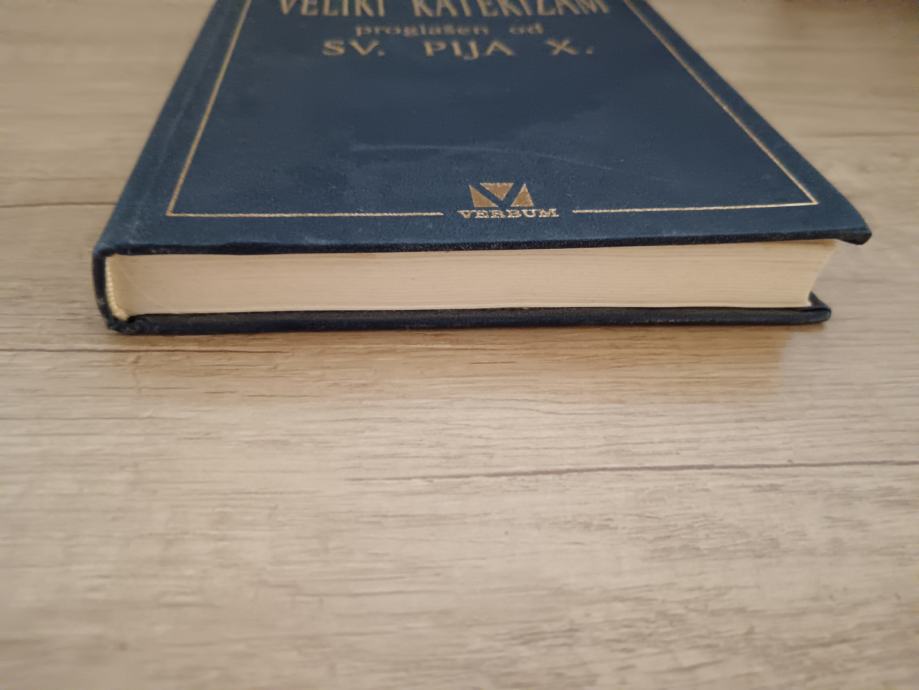 VELIKI KATEKIZAM
proglašen od
SV. PIJA X.
VERBUM